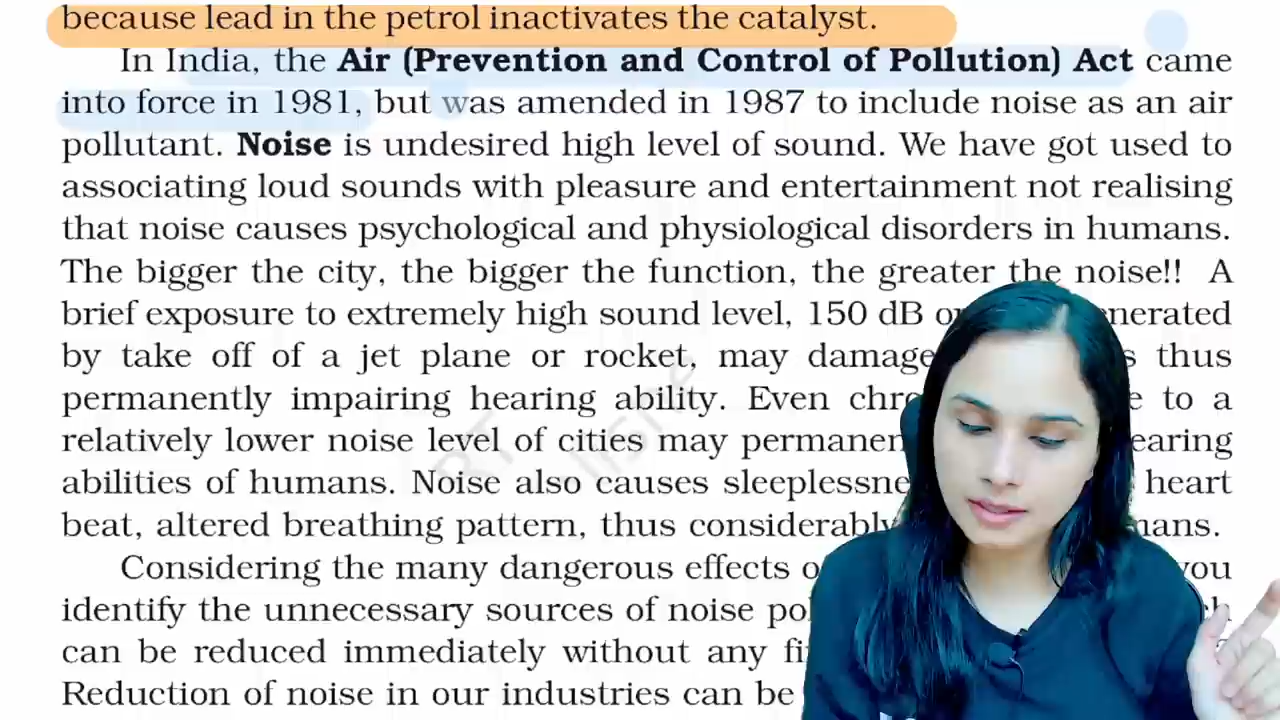 because lead in the petrol inactivates the catalyst.
In India, the Air (Prevention and Control of Pollution) Act came
into force in 1981, but was amended in 1987 to include noise as an air
pollutant. Noise is undesired high level of sound. We have got used to
associating loud sounds with pleasure and entertainment not realising
that noise causes psychological and physiological disorders in humans.
The bigger the city, the bigger the function, the greater the noise!! A
brief exposure to extremely high sound level, 150 dB
by take off of a jet plane or rocket, may damage thus
permanently impairing hearing ability. Even to a
relatively lower noise level of cities may
abilities of humans. Noise also causes heart
beat, altered breathing pattern, thus considerably
Considering the many dangerous effects you
identify the unnecessary sources of noise
can be reduced immediately without any
Reduction of noise in our industries can be